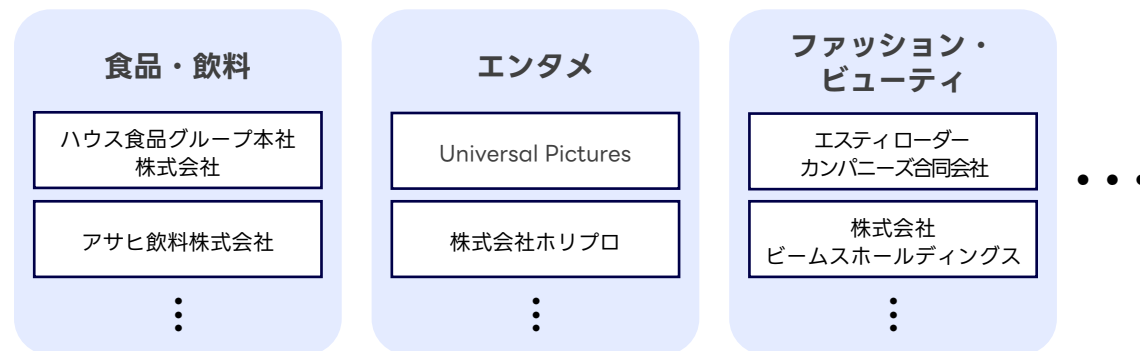 食品・飲料
ハウス食品グループ本社
株式会社
アサヒ飲料株式会社
エンタメ
Universal Pictures
株式会社ホリプロ
ファッション・
ビューティ
エスティローダー
カンパニーズ合同会社
株式会社
ビームスホールディングス